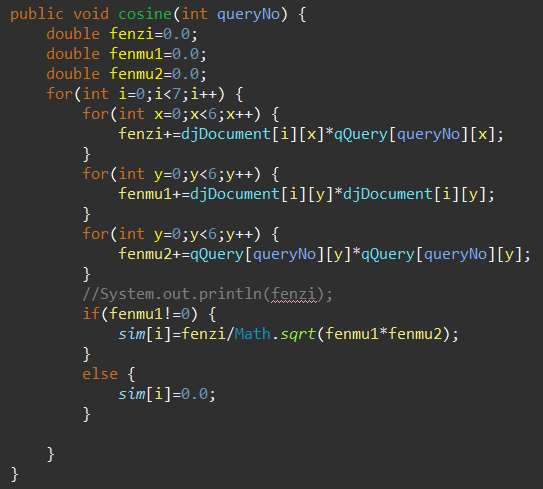 public void cosine(int queryNo) {
    double fenzi=0.0;
    double fenmu1=0.0;
    double fenmu2=0.0;
    for(int i=0;i<7;i++) {
        for(int x=0;x<6;x++) {
            fenzi+=djDocument[i][x]*qQuery[queryNo][x];
        }
        for(int y=0;y<6;y++) {
            fenmu1+=djDocument[i][y]*djDocument[i][y];
        }
        for(int y=0;y<6;y++) {
            fenmu2+=qQuery[queryNo][y]*qQuery[queryNo][y];
        }
        //System.out.println(fenzi);
        if(fenmu1!=0) {
            sim[i]=fenzi/Math.sqrt(fenmu1*fenmu2);
        }
        else {
            sim[i]=0.0;
        }

    }
}